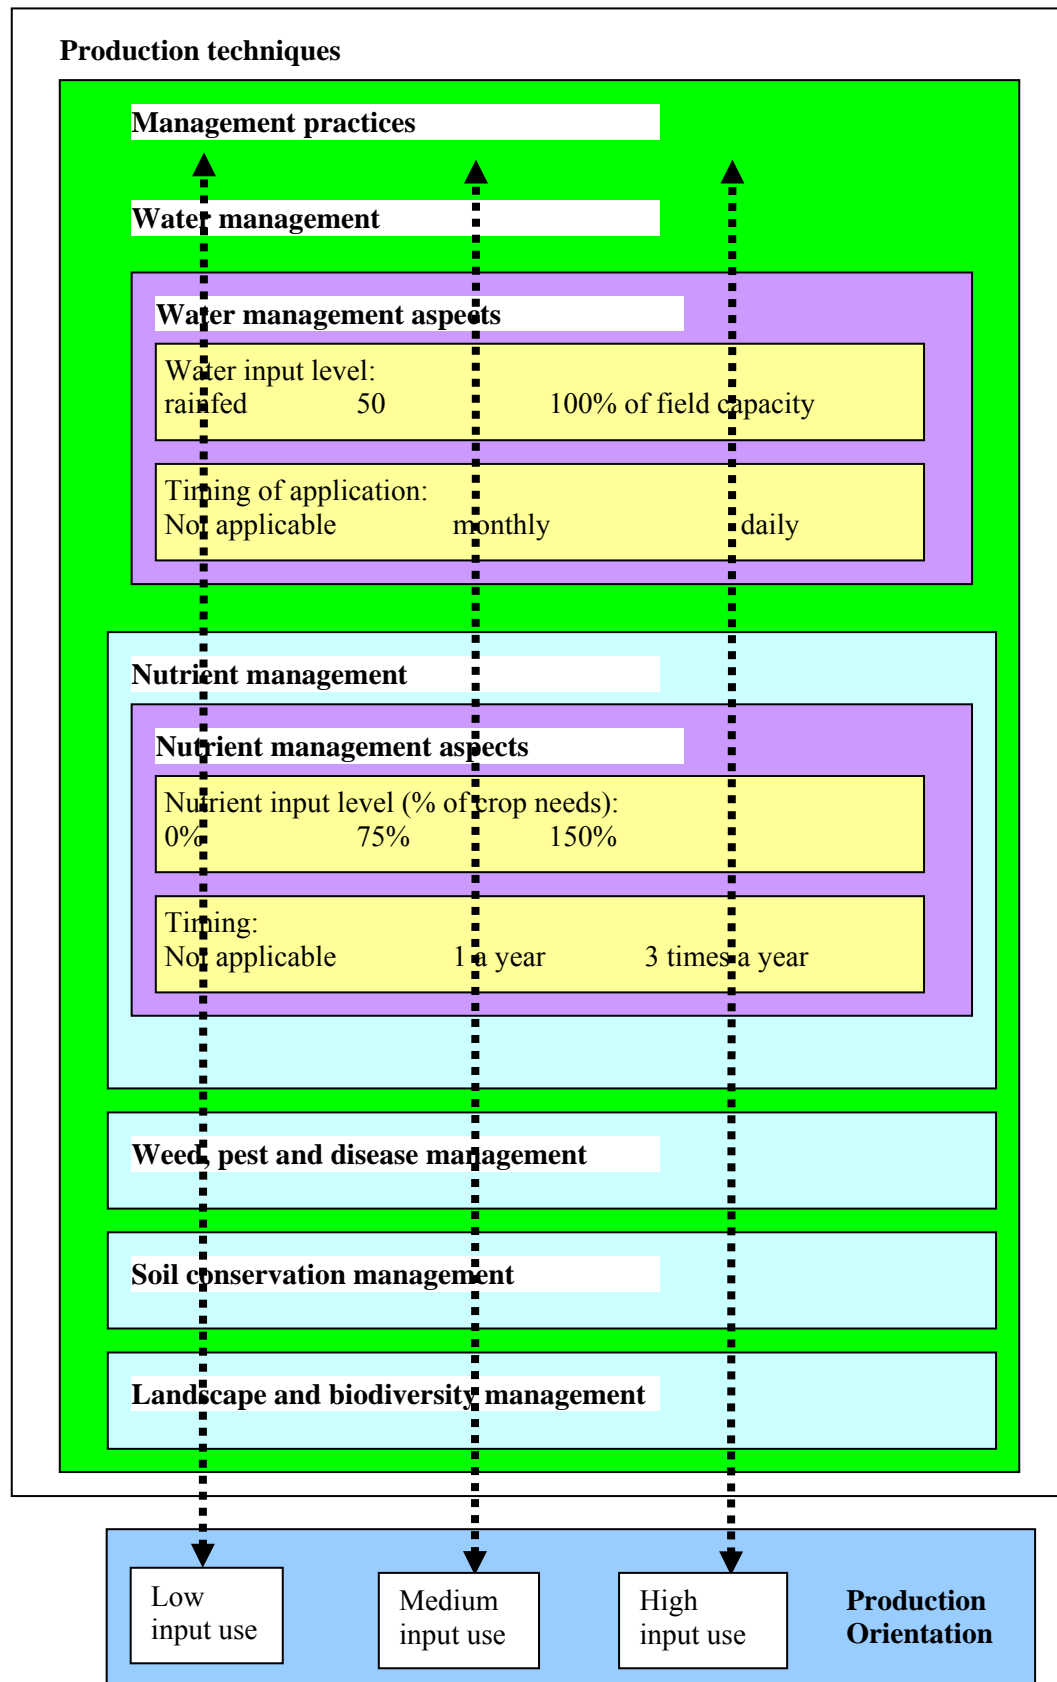 Production techniques
Management practices
Water management
Water management aspects
Water input level:
rainfed 50 100% of field capacity
Timing of application:
Not applicable monthly daily
Nutrient management
Nutrient management aspects
Nutrient input level (% of crop needs):
0% 75% 150%
Timing:
Not applicable 1 a year 3 times a year
Weed, pest and disease management
Soil conservation management
Landscape and biodiversity management
Low
input use
Medium
input use
High
input use
Production
Orientation